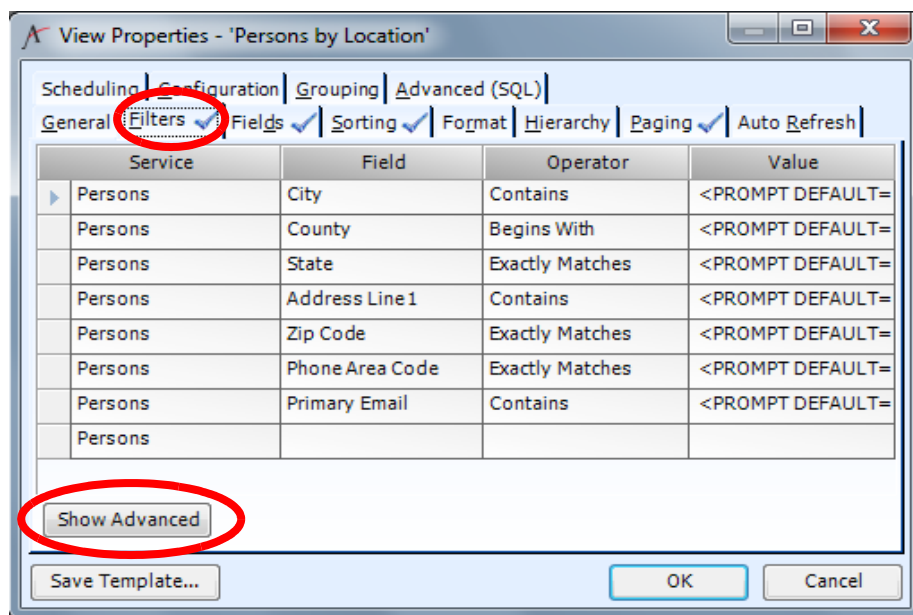 View Properties - 'Persons by Location'
Scheduling Configuration Grouping Advanced (SQL)
General Filters Fields Sorting Format Hierarchy Paging Auto Refresh
Service Field Operator Value
Persons City Contains <PROMPT DEFAULT=
Persons County Begins With <PROMPT DEFAULT=
Persons State Exactly Matches <PROMPT DEFAULT=
Persons Address Line1 Contains <PROMPT DEFAULT=
Persons Zip Code Exactly Matches <PROMPT DEFAULT=
Persons Phone Area Code Exactly Matches <PROMPT DEFAULT=
Persons Primary Email Contains <PROMPT DEFAULT=
Persons
Show Advanced
Save Template... OK Cancel